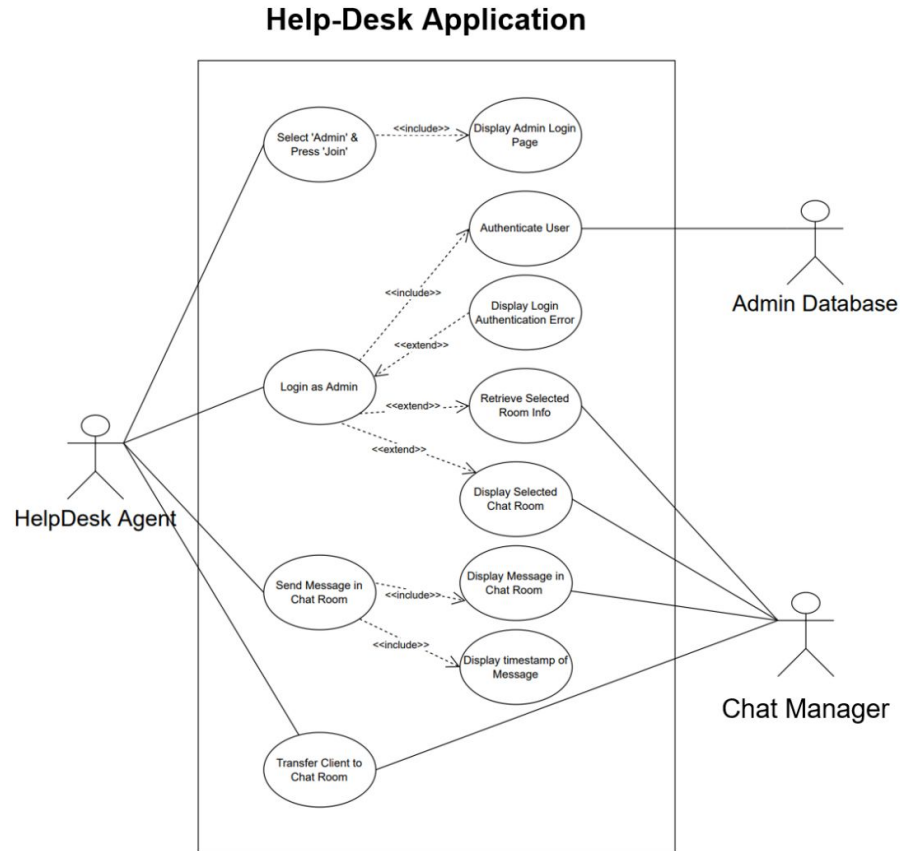 Help-Desk Application
Select 'Admin' &
Press 'Join'
<<include>>
Display Admin Login
Page
Authenticate User
Admin Database
<<include>>
Display Login
Authentication Error
<<extend>>
Login as Admin
<<extend>>
Retrieve Selected
Room Info
<<extend>>
Display Selected
Chat Room
HelpDesk Agent
Send Message in
Chat Room
<<include>>
Display Message in
Chat Room
<<include>>
Display timestamp of
Message
Chat Manager
Transfer Client to
Chat Room